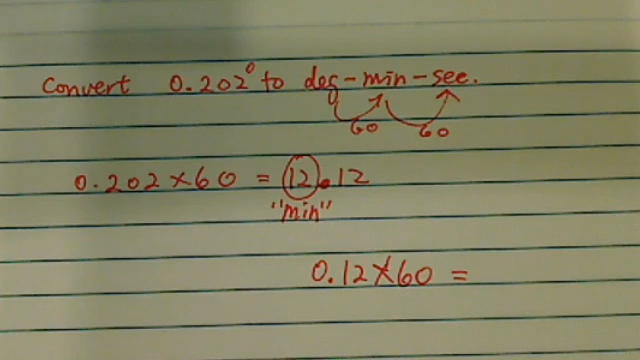 Convert 0.202° to deg-min-sec.
60 60
0.202×60 = 12.12
"min"
0.12×60 =